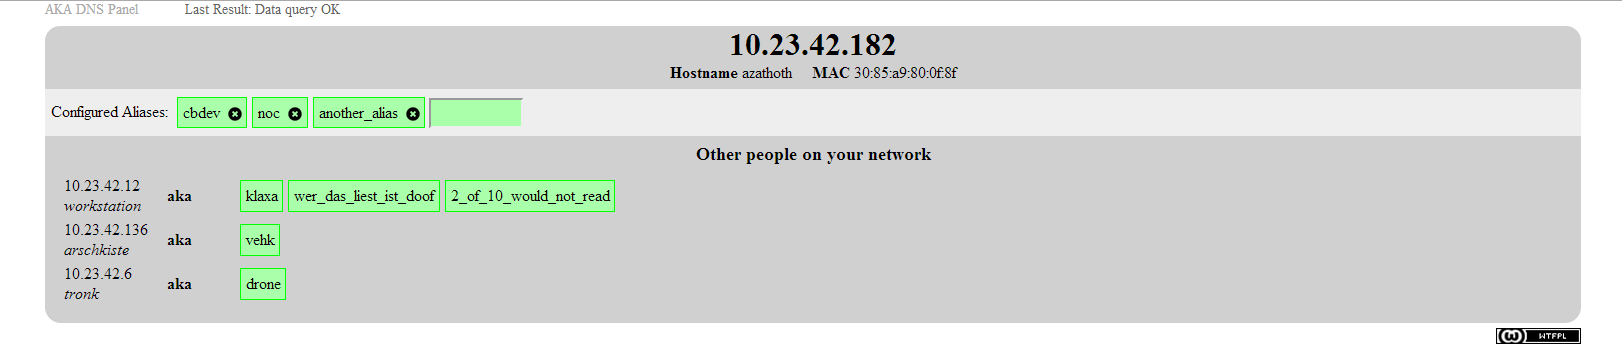 AKA DNS Panel Last Result: Data query OK
10.23.42.182
Hostname azathoth MAC 30:85:a9:80:0f:8f
Configured Aliases: cbdev noc another_alias
Other people on your network
10.23.42.12
workstation
aka klaxa wer_das_liest_ist_doof 2_of_10_would_not_read
10.23.42.136
arschkiste
aka vehk
10.23.42.6
tronk
aka drone
WTFPL